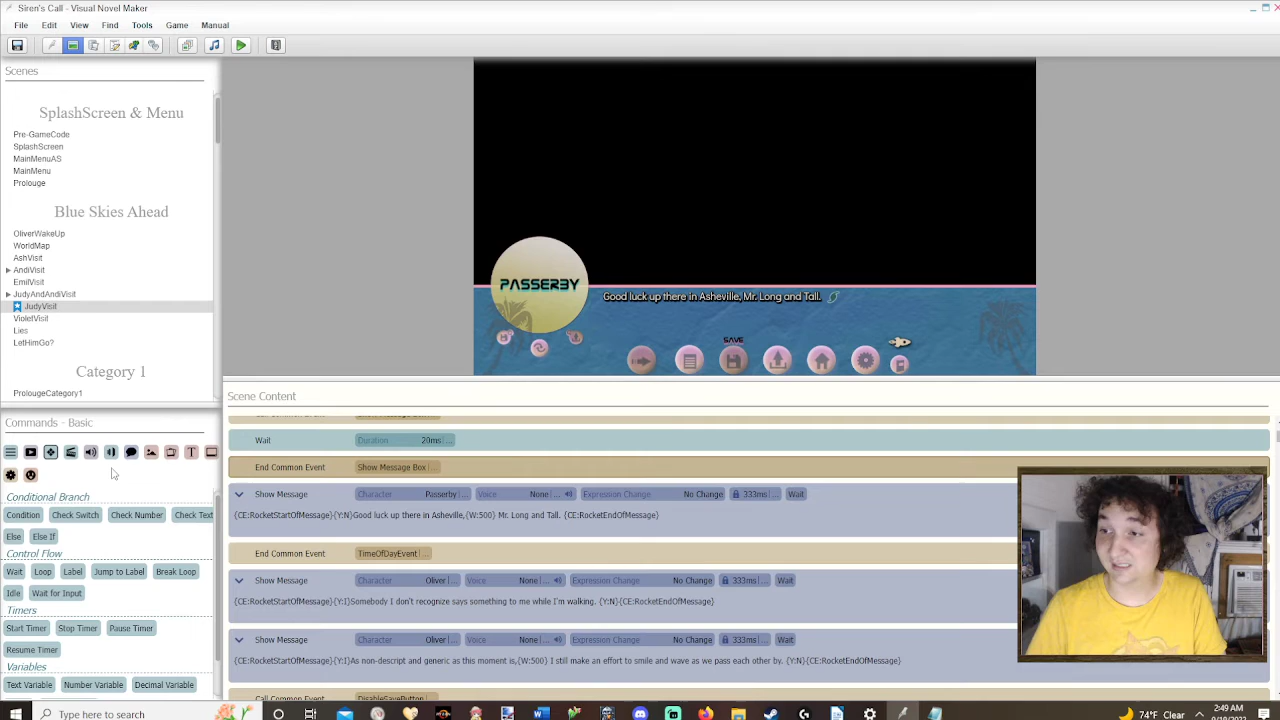 Siren's Call - Visual Novel Maker
File Edit View Find Tools Game Manual
Scenes
SplashScreen & Menu
Pre-GameCode
SplashScreen
MainMenuAS
MainMenu
Prolouge
Blue Skies Ahead
OliverWakeUp
WorldMap
AshVisit
AndiVisit
EmilVisit
JudyAndAndiVisit
JudyVisit
VioletVisit
Lies
LetHimGo?
Category 1
ProlougeCategory1
PASSERBY
Good luck up there in Asheville, Mr. Long and Tall.
SAVE
Commands - Basic
Conditional Branch
Condition Check Switch Check Number Check Text
Else Else If
Control Flow
Wait Loop Label Jump to Label Break Loop
Idle Wait for Input
Timers
Start Timer Stop Timer Pause Timer
Resume Timer
Variables
Text Variable Number Variable Decimal Variable
Scene Content
Wait Duration 20ms ...
End Common Event Show Message Box ...
Show Message Character Passerby ... Voice None ... Expression Change No Change 333ms ... Wait
{CE:RocketStartOfMessage}{Y:N}Good luck up there in Asheville,{W:500} Mr. Long and Tall. {CE:RocketEndOfMessage}
End Common Event TimeOfDayEvent ...
Show Message Character Oliver ... Voice None ... Expression Change No Change 333ms ... Wait
{CE:RocketStartOfMessage}{Y:I}Somebody I don't recognize says something to me while I'm walking. {Y:N}{CE:RocketEndOfMessage}
Show Message Character Oliver ... Voice None ... Expression Change No Change 333ms ... Wait
{CE:RocketStartOfMessage}{Y:I}As non-descript and generic as this moment is,{W:500} I still make an effort to smile and wave as we pass each other by. {Y:N}{CE:RocketEndOfMessage}
Call Common Event DisableSaveButton
Type here to search
74°F Clear
2:49 AM